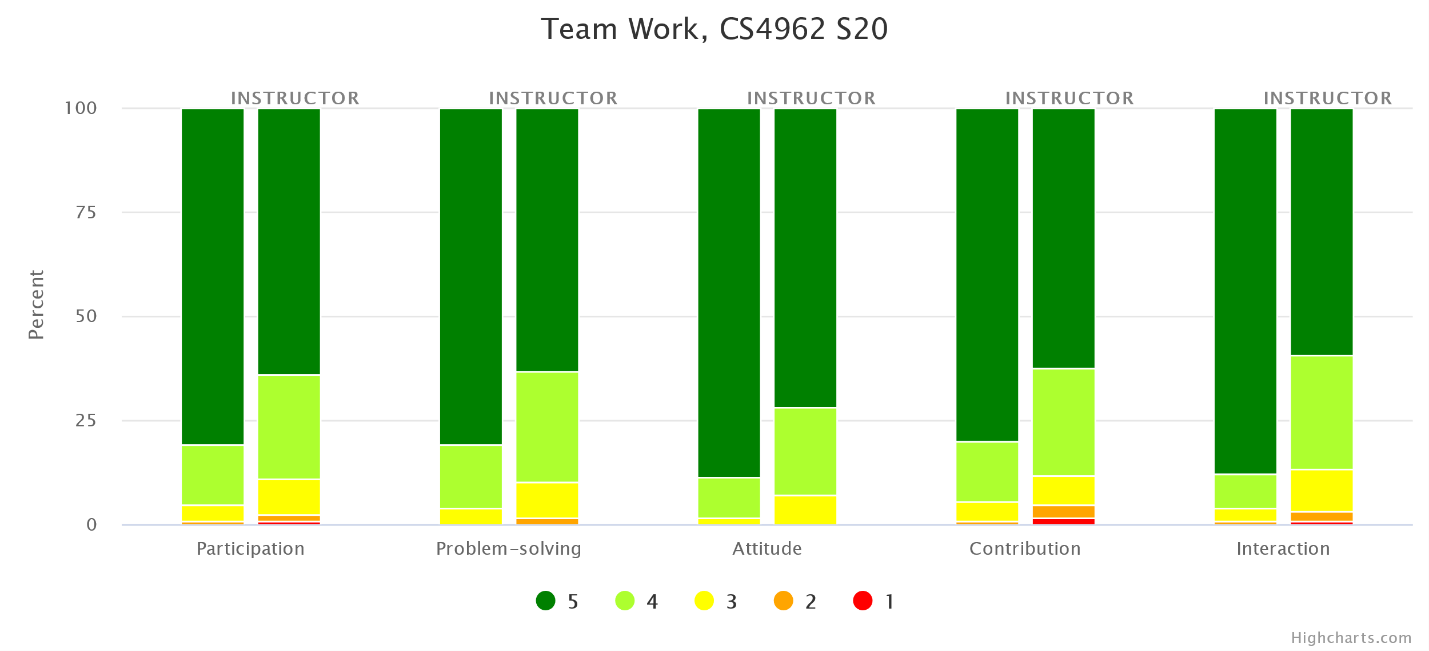 Team Work, CS4962 S20
INSTRUCTOR INSTRUCTOR INSTRUCTOR INSTRUCTOR INSTRUCTOR
100
75
50
25
0
Percent
Participation Problem-solving Attitude Contribution Interaction
5 4 3 2 1
Highcharts.com